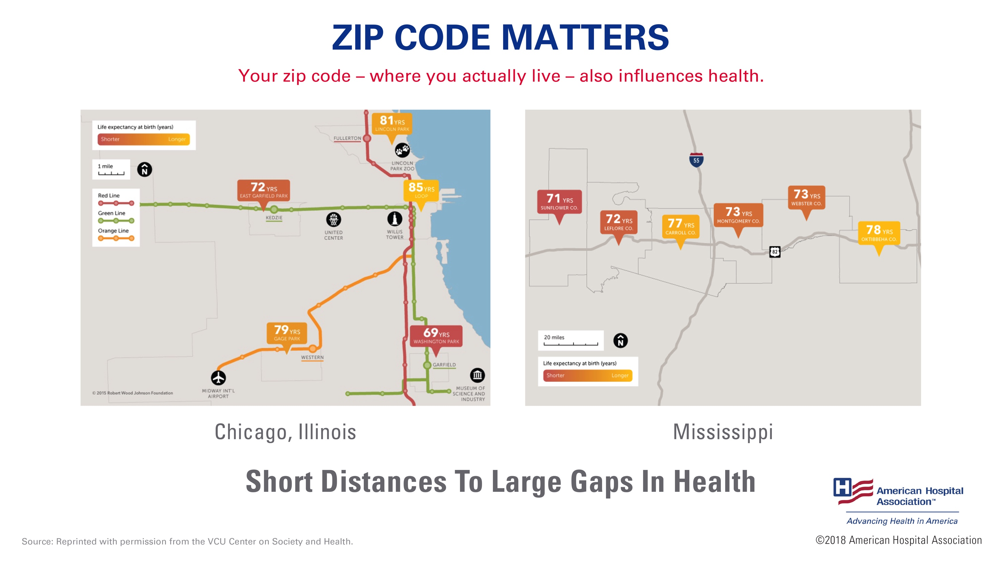 ZIP CODE MATTERS
Your zip code – where you actually live – also influences health.
Life expectancy at birth (years)
Shorter Longer
1 mile
N
Red Line
Green Line
Orange Line
81 YRS
LINCOLN PARK
FULLERTON
LINCOLN
PARK ZOO
72 YRS
EAST GARFIELD PARK
KEDZIE
85 YRS
LOOP
UNITED
CENTER
WILLIS
TOWER
79 YRS
GAGE PARK
WESTERN
69 YRS
WASHINGTON PARK
GARFIELD
MIDWAY INT'L
AIRPORT
MUSEUM OF
SCIENCE AND
INDUSTRY
© 2015 Robert Wood Johnson Foundation
55
71 YRS
SUNFLOWER CO.
72 YRS
LEFLORE CO.
77 YRS
CARROLL CO.
73 YRS
MONTGOMERY CO.
73 YRS
WEBSTER CO.
78 YRS
OKTIBBEHA CO.
82
20 miles
N
Life expectancy at birth (years)
Shorter Longer
Chicago, Illinois
Mississippi
Short Distances To Large Gaps In Health
H
American Hospital
Association™
Advancing Health in America
Source: Reprinted with permission from the VCU Center on Society and Health.
©2018 American Hospital Association